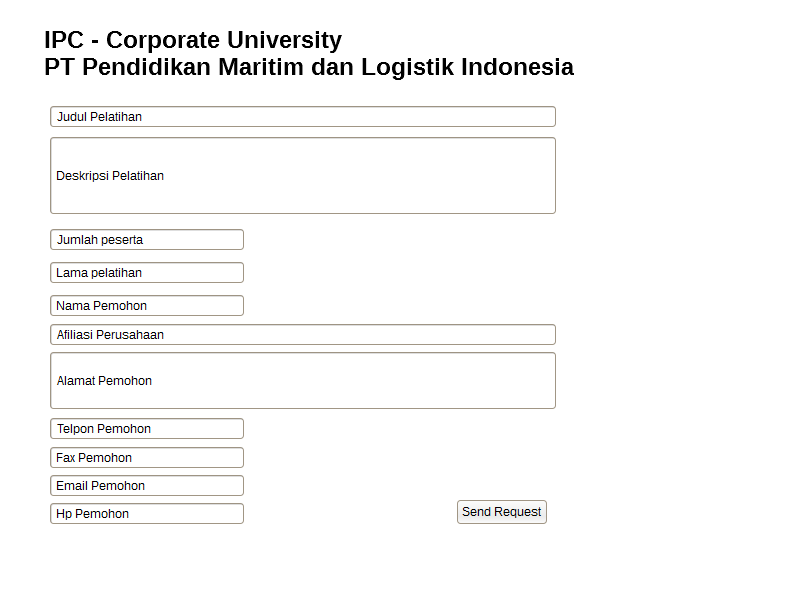 IPC - Corporate University
PT Pendidikan Maritim dan Logistik Indonesia
Judul Pelatihan
Deskripsi Pelatihan
Jumlah peserta
Lama pelatihan
Nama Pemohon
Afiliasi Perusahaan
Alamat Pemohon
Telpon Pemohon
Fax Pemohon
Email Pemohon
Hp Pemohon
Send Request